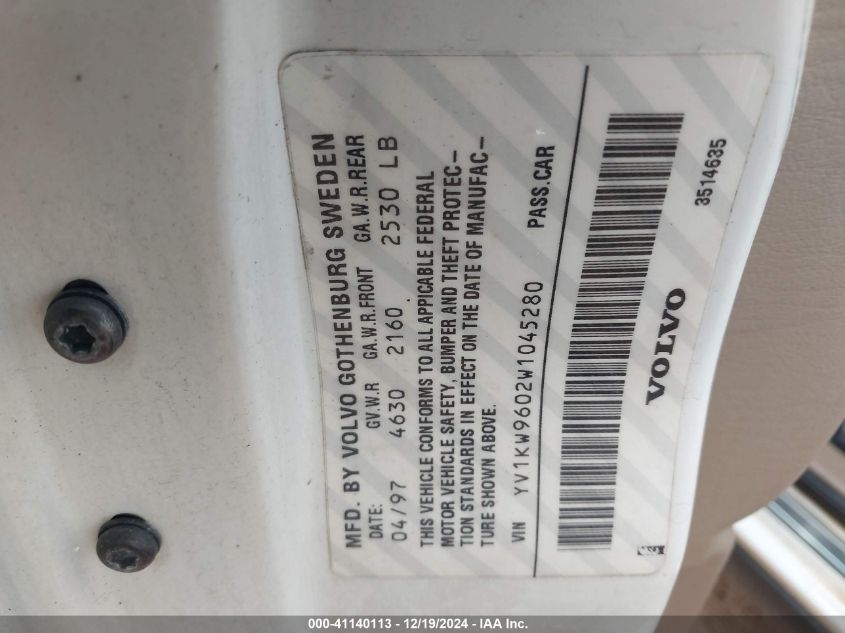 MFD. BY VOLVO GOTHENBURG SWEDEN
DATE: GV.W.R GA.W.R.FRONT GA.W.R.REAR
04/97 4630 2160 2530 LB
THIS VEHICLE CONFORMS TO ALL APPICABLE FEDERAL
MOTOR VEHICLE SAFETY, BUMPER AND THEFT PROTEC-
TION STANDARDS IN EFFECT ON THE DATE OF MANUFAC-
TURE SHOWN ABOVE.
VIN YV1KW9602W1045280 PASS.CAR
VOLVO 3514635
000-41140113 - 12/19/2024 - IAA Inc.